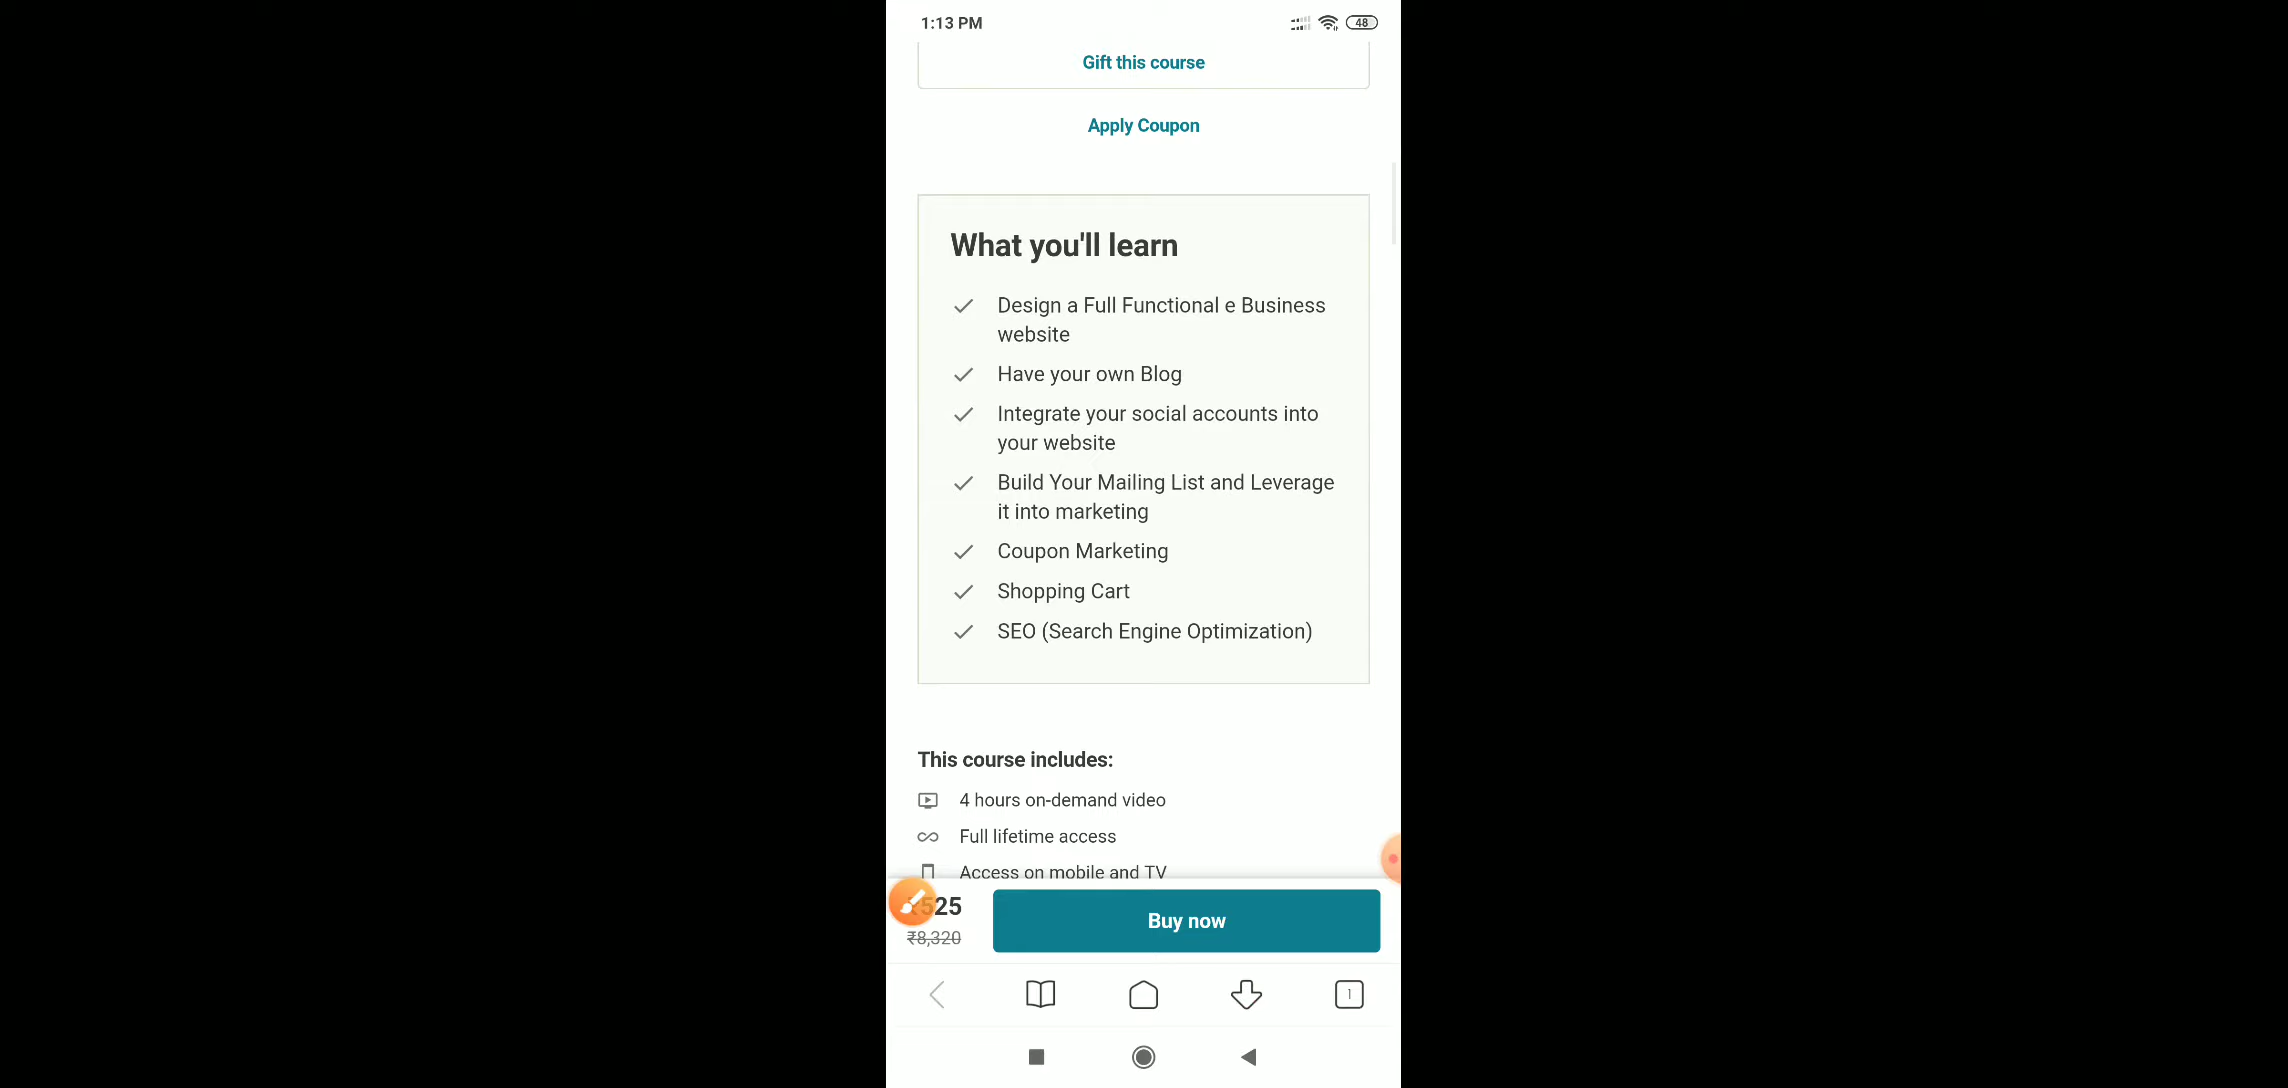 1:13 PM
48
Gift this course
Apply Coupon
What you'll learn
Design a Full Functional e Business
website
Have your own Blog
Integrate your social accounts into
your website
Build Your Mailing List and Leverage
it into marketing
Coupon Marketing
Shopping Cart
SEO (Search Engine Optimization)
This course includes:
4 hours on-demand video
Full lifetime access
Access on mobile and TV
525
₹8,320
Buy now
1